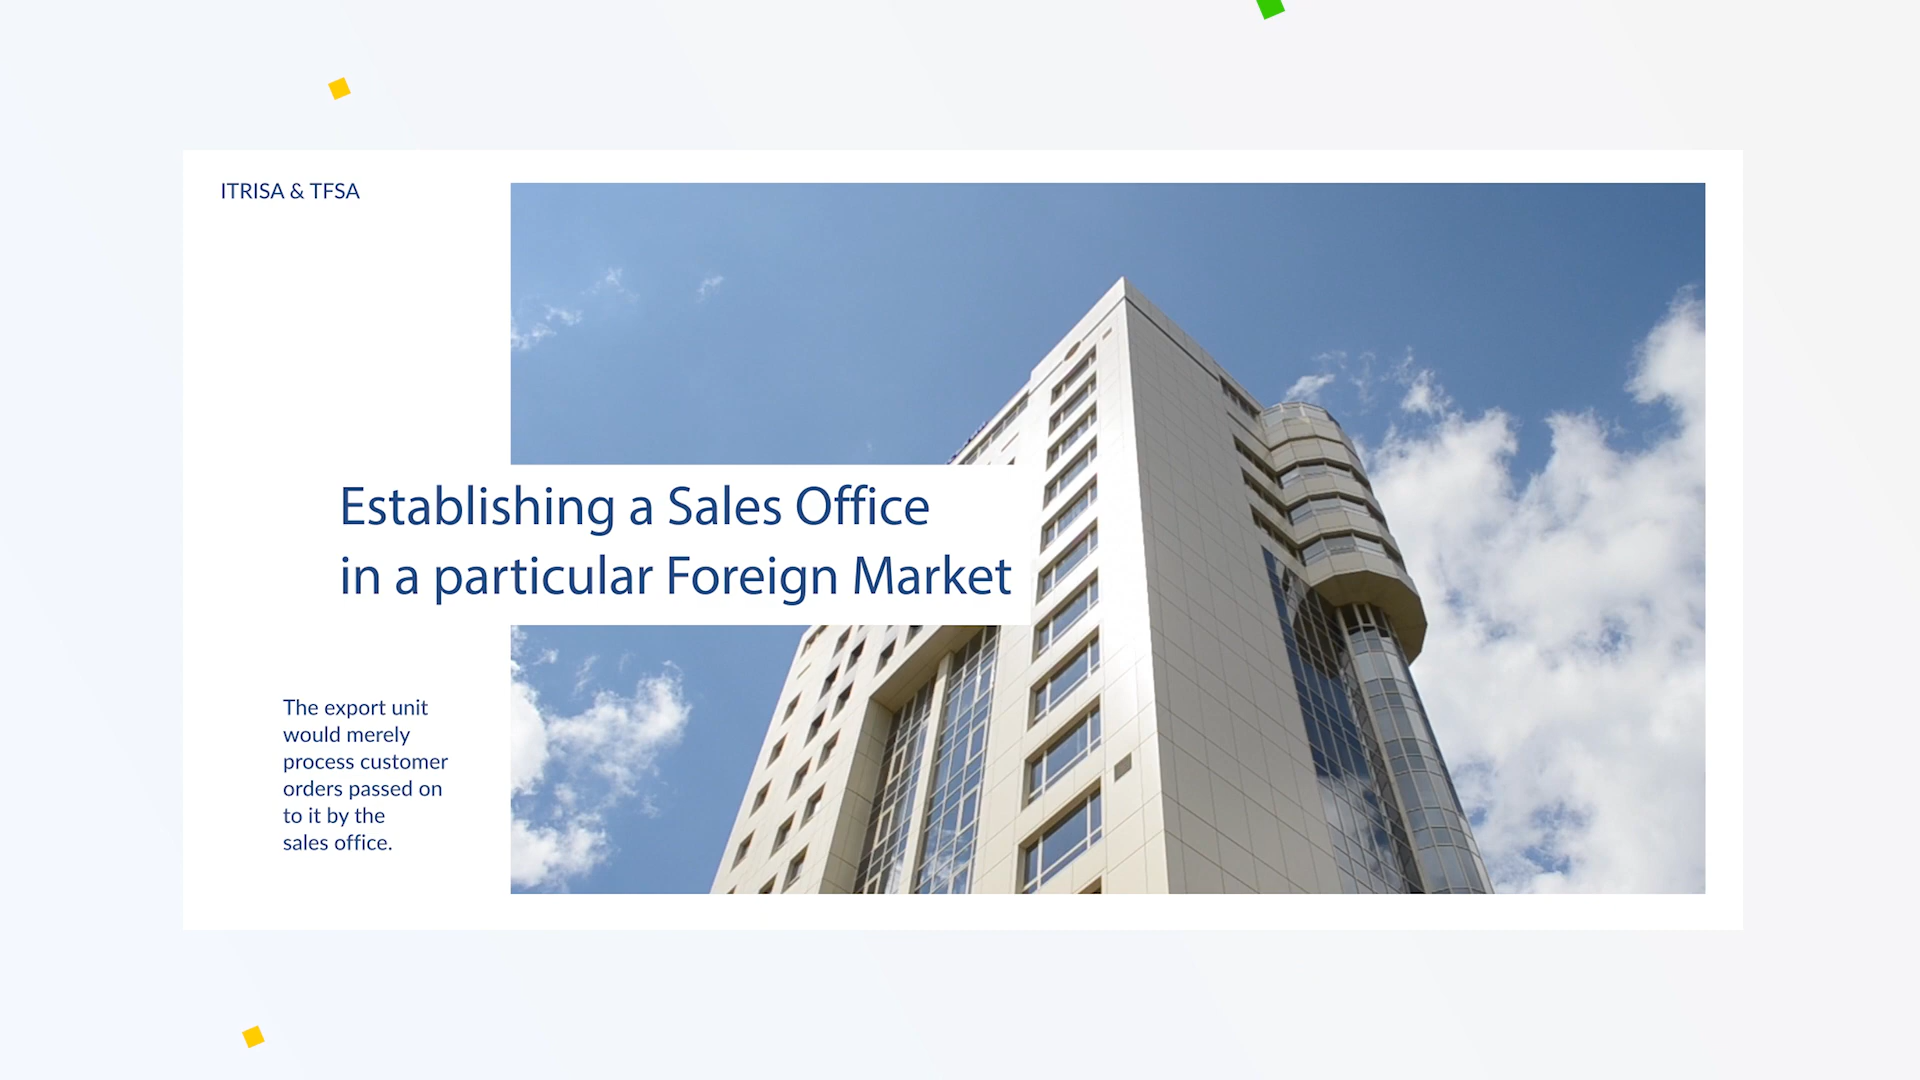 ITRISA & TFSA
Establishing a Sales Office
in a particular Foreign Market
The export unit
would merely
process customer
orders passed on
to it by the
sales office.